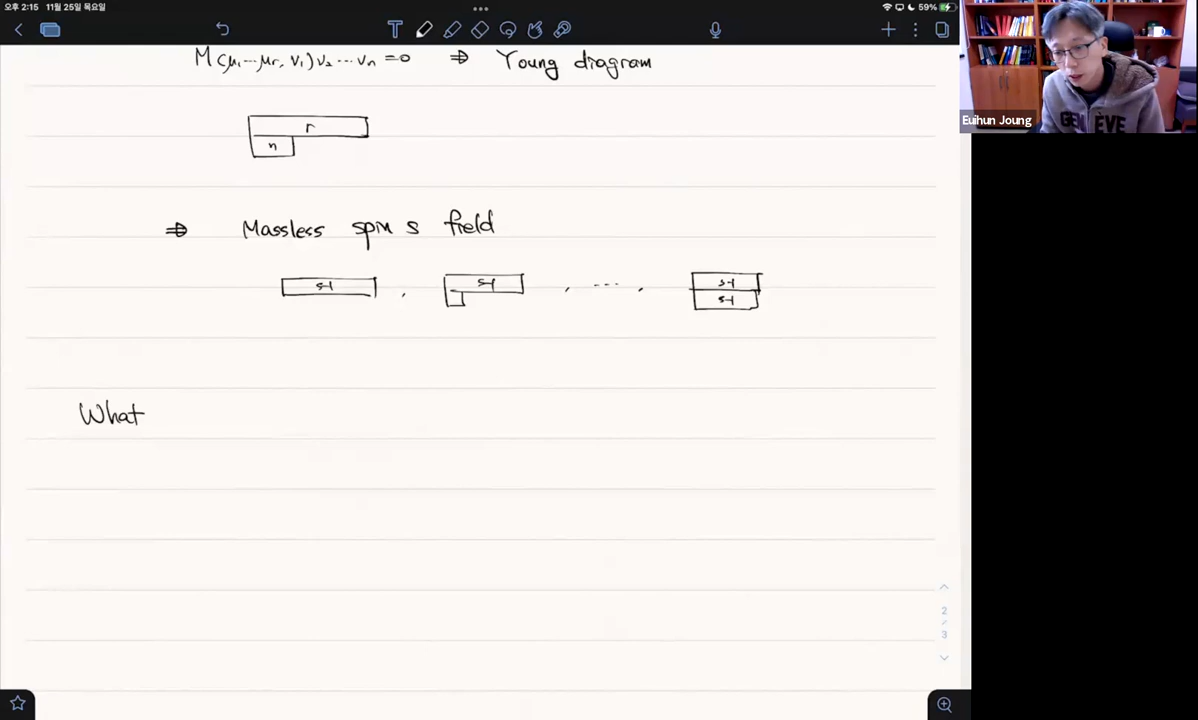 오후 2:15 11월 25일 목요일
59%
M(μ₁⋯μr, ν₁)ν₂⋯νn =0 ⇒ Young diagram
r
n
⇒ Massless spin s field
s-1 , s-1 , ⋯ , s-1
s-1
What
2
3
Euihun Joung
GENÈVE